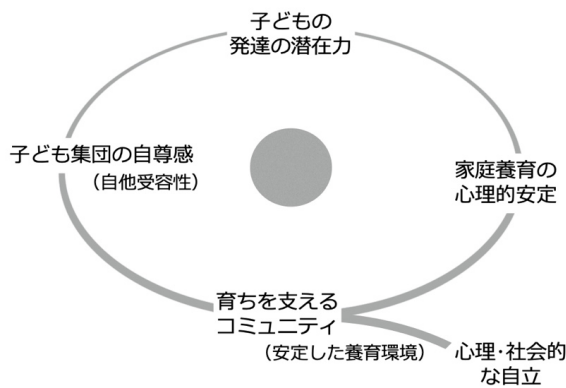 子どもの
発達の潜在力
子ども集団の自尊感
（自他受容性）
家庭養育の
心理的安定
育ちを支える
コミュニティ
（安定した養育環境）
心理・社会的
な自立